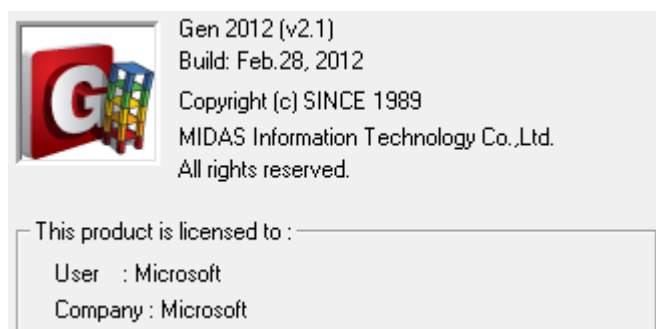 Gen 2012 (v2.1)
Build: Feb.28, 2012
Copyright (c) SINCE 1989
MIDAS Information Technology Co.,Ltd.
All rights reserved.
G
This product is licensed to :
User : Microsoft
Company : Microsoft